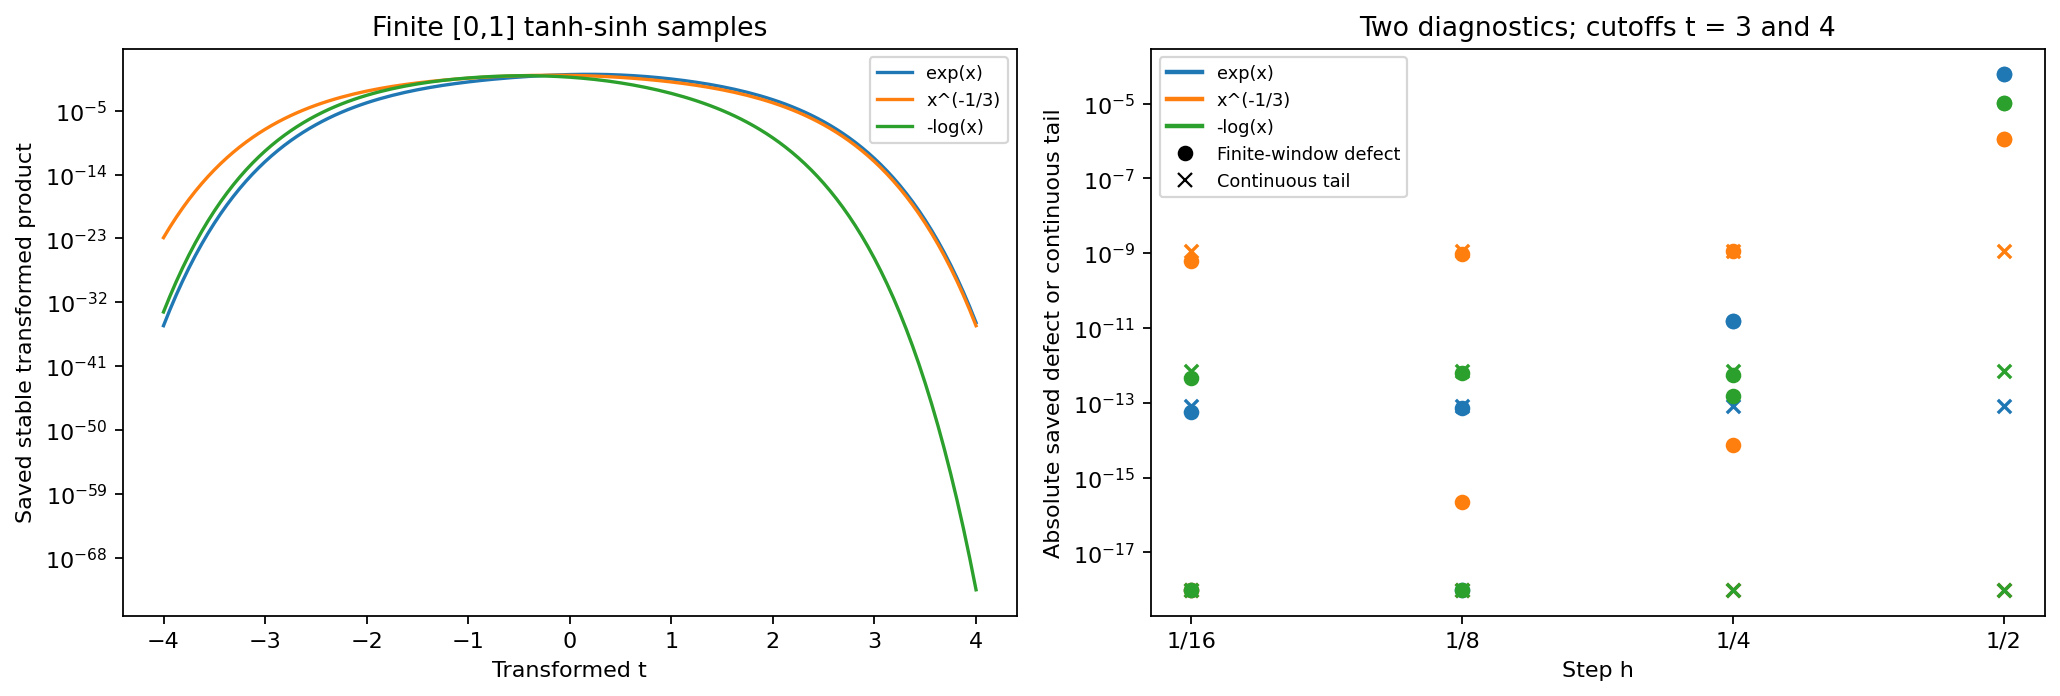 Finite [0,1] tanh-sinh samples
Saved stable transformed product
10^-5
10^-14
10^-23
10^-32
10^-41
10^-50
10^-59
10^-68
exp(x)
x^(-1/3)
-log(x)
−4
−3
−2
−1
0
1
2
3
4
Transformed t
Two diagnostics; cutoffs t = 3 and 4
Absolute saved defect or continuous tail
10^-5
10^-7
10^-9
10^-11
10^-13
10^-15
10^-17
exp(x)
x^(-1/3)
-log(x)
Finite-window defect
Continuous tail
1/16
1/8
1/4
1/2
Step h